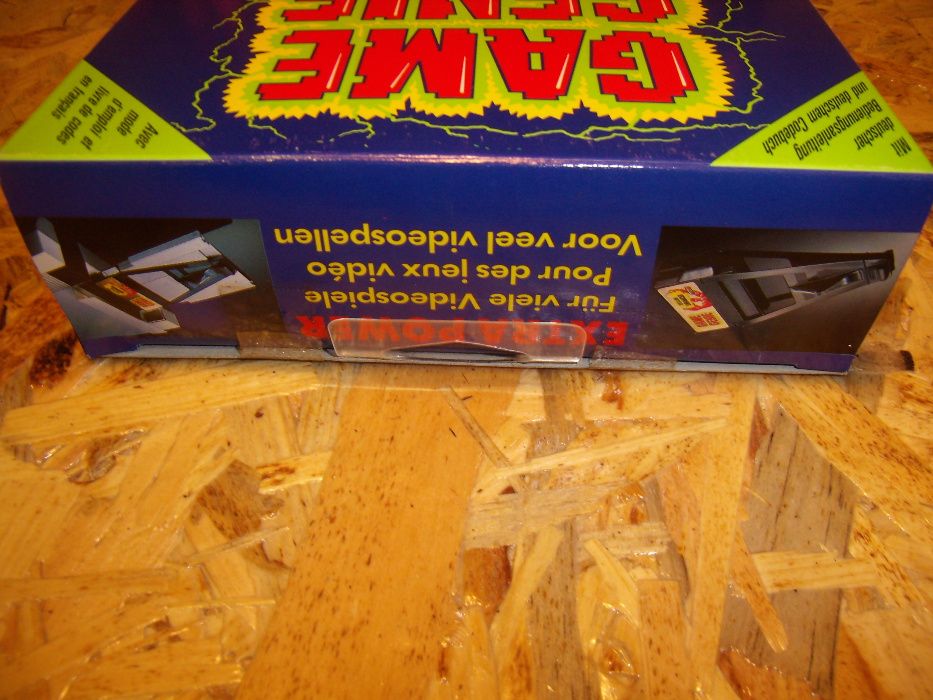 EXTRA POWER
Für viele Videospiele
Pour des jeux vidéo
Voor veel videospellen
Mit
deutscher
Bedienungsanleitung
und deutschem Codebuch
Avec
mode
d'emploi et
livre de codes
en français
GAME
GENIE